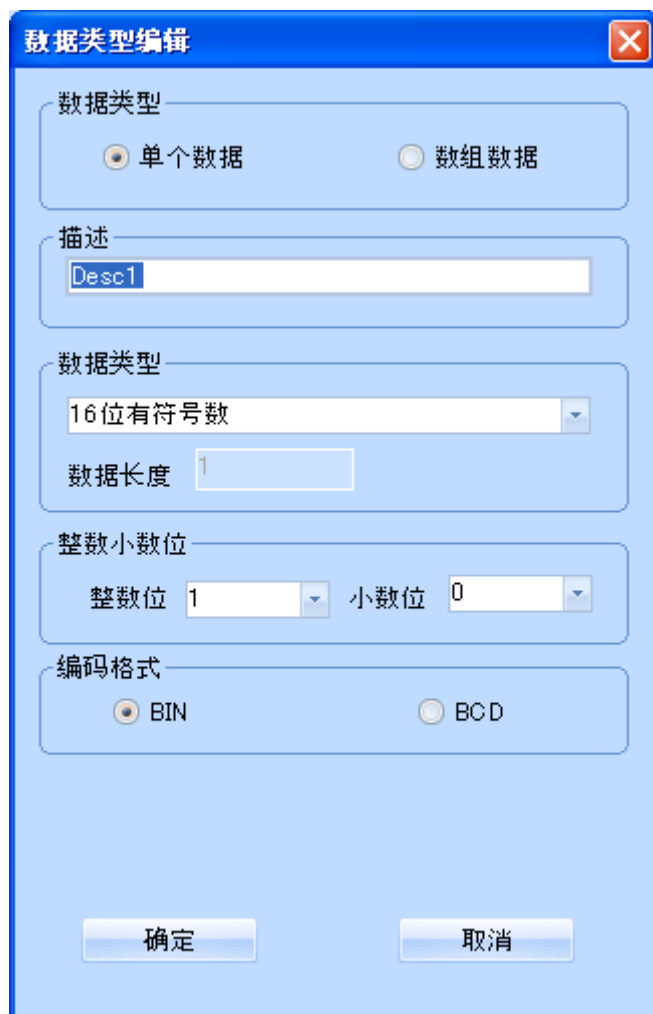 数据类型编辑
数据类型
单个数据 数组数据
描述
Desc1
数据类型
16位有符号数
数据长度 1
整数小数位
整数位 1 小数位 0
编码格式
BIN BCD
确定 取消